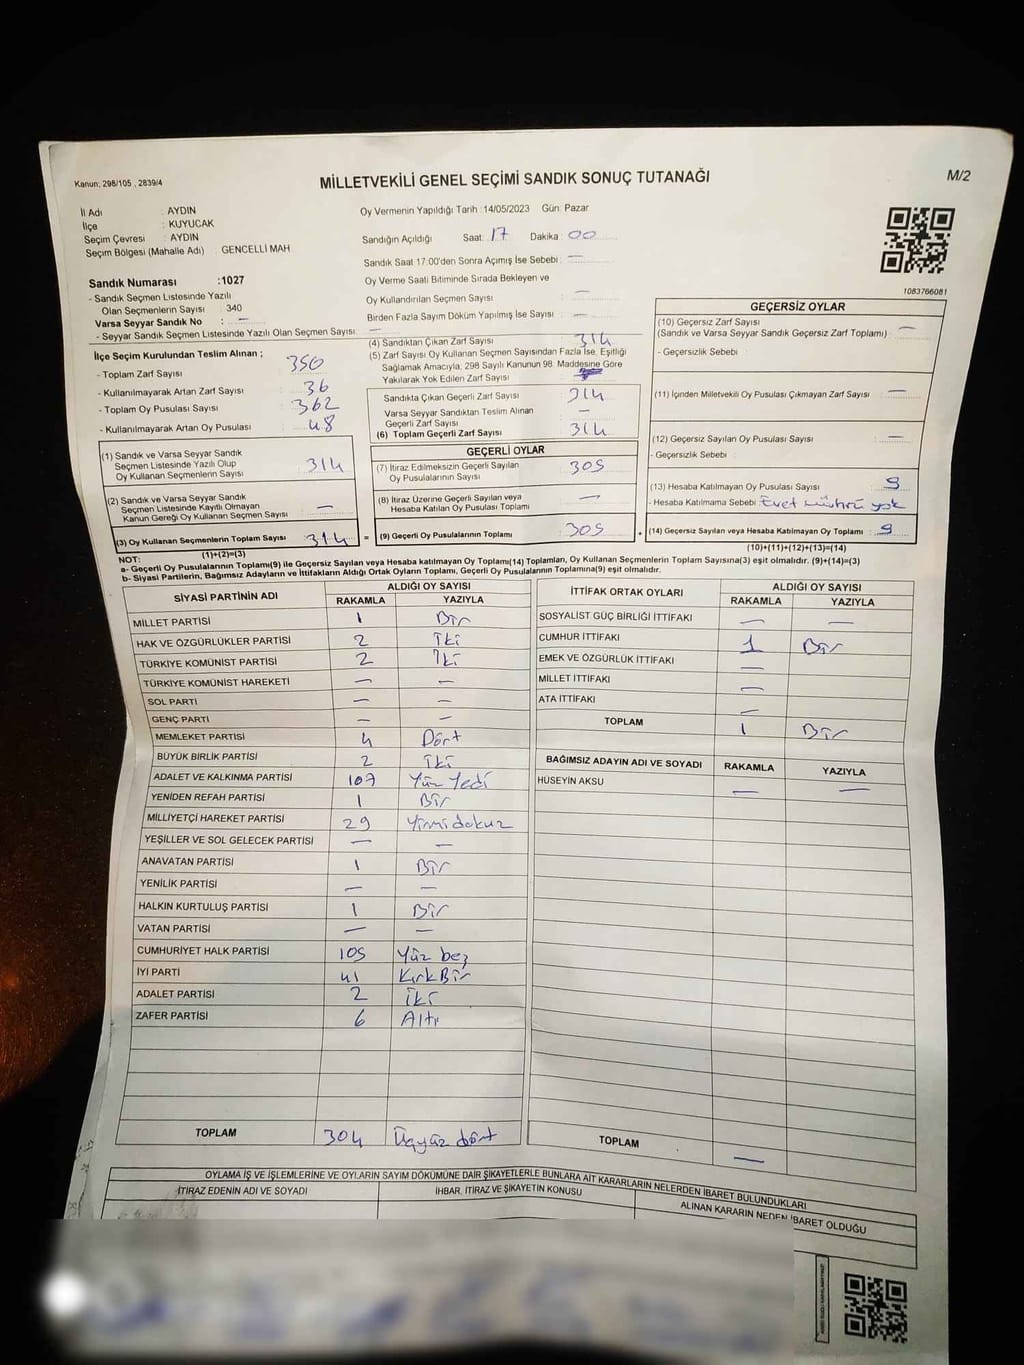 Kanun; 298/105 , 2839/4
MİLLETVEKİLİ GENEL SEÇİMİ SANDIK SONUÇ TUTANAĞI
M/2
İl Adı : AYDIN
İlçe : KUYUCAK
Seçim Çevresi : AYDIN
Seçim Bölgesi (Mahalle Adı) : GENCELLİ MAH
Oy Vermenin Yapıldığı Tarih :14/05/2023 Gün: Pazar
Sandığın Açıldığı Saat: 17 Dakika : 00
Sandık Saat 17:00'den Sonra Açımış İse Sebebi : —
Oy Verme Saati Bitiminde Sırada Bekleyen ve
Oy Kullandırılan Seçmen Sayısı : —
Birden Fazla Sayım Döküm Yapılmış İse Sayısı : —
1083766081
Sandık Numarası :1027
- Sandık Seçmen Listesinde Yazılı
Olan Seçmenlerin Sayısı : 340
Varsa Seyyar Sandık No : —
- Seyyar Sandık Seçmen Listesinde Yazılı Olan Seçmen Sayısı : —
İlçe Seçim Kurulundan Teslim Alınan ;
- Toplam Zarf Sayısı : 350
- Kullanılmayarak Artan Zarf Sayısı : 36
- Toplam Oy Pusulası Sayısı : 362
- Kullanılmayarak Artan Oy Pusulası : 48
(1) Sandık ve Varsa Seyyar Sandık
Seçmen Listesinde Yazılı Olup
Oy Kullanan Seçmenlerin Sayısı : 314
(2) Sandık ve Varsa Seyyar Sandık
Seçmen Listesinde Kayıtlı Olmayan
Kanun Gereği Oy Kullanan Seçmen Sayısı : —
(3) Oy Kullanan Seçmenlerin Toplam Sayısı : 314 =
(1)+(2)=(3)
(4) Sandıktan Çıkan Zarf Sayısı : 314
(5) Zarf Sayısı Oy Kullanan Seçmen Sayısından Fazla İse, Eşitliği
Sağlamak Amacıyla, 298 Sayılı Kanunun 98. Maddesine Göre
Yakılarak Yok Edilen Zarf Sayısı :
Sandıkta Çıkan Geçerli Zarf Sayısı : 314
Varsa Seyyar Sandıktan Teslim Alınan
Geçerli Zarf Sayısı : —
(6) Toplam Geçerli Zarf Sayısı : 314
GEÇERLİ OYLAR
(7) İtiraz Edilmeksizin Geçerli Sayılan
Oy Pusulalarının Sayısı : 305
(8) İtiraz Üzerine Geçerli Sayılan veya
Hesaba Katılan Oy Pusulaları Toplamı : —
(9) Geçerli Oy Pusulalarının Toplamı : 305 +
GEÇERSİZ OYLAR
(10) Geçersiz Zarf Sayısı : —
(Sandık ve Varsa Seyyar Sandık Geçersiz Zarf Toplamı)
- Geçersizlik Sebebi
(11) İçinden Milletvekili Oy Pusulası Çıkmayan Zarf Sayısı : —
(12) Geçersiz Sayılan Oy Pusulası Sayısı : —
- Geçersizlik Sebebi :
(13) Hesaba Katılmayan Oy Pusulası Sayısı : 9
- Hesaba Katılmama Sebebi : Evet mührü yok
(14) Geçersiz Sayılan veya Hesaba Katılmayan Oy Toplamı : 9
(10)+(11)+(12)+(13)=(14)
NOT:
a- Geçerli Oy Pusulalarının Toplamı(9) ile Geçersiz Sayılan veya Hesaba katılmayan Oy Toplamı(14) Toplamları, Oy Kullanan Seçmenlerin Toplam Sayısına(3) eşit olmalıdır. (9)+(14)=(3)
b- Siyasi Partilerin, Bağımsız Adayların ve İttifakların Aldığı Ortak Oyların Toplamı, Geçerli Oy Pusulalarının Toplamına(9) eşit olmalıdır.
SİYASİ PARTİNİN ADI ALDIĞI OY SAYISI
RAKAMLA YAZIYLA
MİLLET PARTİSİ 1 Bir
HAK VE ÖZGÜRLÜKLER PARTİSİ 2 iki
TÜRKİYE KOMÜNİST PARTİSİ 2 İki
TÜRKİYE KOMÜNİST HAREKETİ — —
SOL PARTİ — —
GENÇ PARTİ — —
MEMLEKET PARTİSİ 4 Dört
BÜYÜK BİRLİK PARTİSİ 2 iki
ADALET VE KALKINMA PARTİSİ 107 Yüz Yedi
YENİDEN REFAH PARTİSİ 1 Bir
MİLLİYETÇİ HAREKET PARTİSİ 29 Yirmidokuz
YEŞİLLER VE SOL GELECEK PARTİSİ — —
ANAVATAN PARTİSİ 1 Bir
YENİLİK PARTİSİ — —
HALKIN KURTULUŞ PARTİSİ 1 Bir
VATAN PARTİSİ — —
CUMHURİYET HALK PARTİSİ 105 Yüz beş
İYİ PARTİ 41 Kırk Bir
ADALET PARTİSİ 2 iki
ZAFER PARTİSİ 6 Altı
TOPLAM 304 Üçyüz dört
İTTİFAK ORTAK OYLARI ALDIĞI OY SAYISI
RAKAMLA YAZIYLA
SOSYALİST GÜÇ BİRLİĞİ İTTİFAKI — —
CUMHUR İTTİFAKI 1 Bir
EMEK VE ÖZGÜRLÜK İTTİFAKI —
MİLLET İTTİFAKI —
ATA İTTİFAKI —
TOPLAM 1 Bir
BAĞIMSIZ ADAYIN ADI VE SOYADI RAKAMLA YAZIYLA
HÜSEYİN AKSU — —
TOPLAM —
OYLAMA İŞ VE İŞLEMLERİNE VE OYLARIN SAYIM DÖKÜMÜNE DAİR ŞİKAYETLERLE BUNLARA AİT KARARLARIN NELERDEN İBARET BULUNDUKLARI
İTİRAZ EDENİN ADI VE SOYADI
İHBAR, İTİRAZ VE ŞİKAYETİN KONUSU
ALINAN KARARIN NEDEN İBARET OLDUĞU